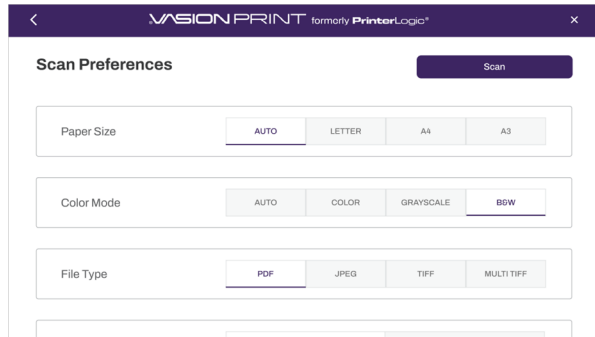 VASION PRINT formerly PrinterLogic®
Scan Preferences
Scan
Paper Size AUTO LETTER A4 A3
Color Mode AUTO COLOR GRAYSCALE B&W
File Type PDF JPEG TIFF MULTI TIFF